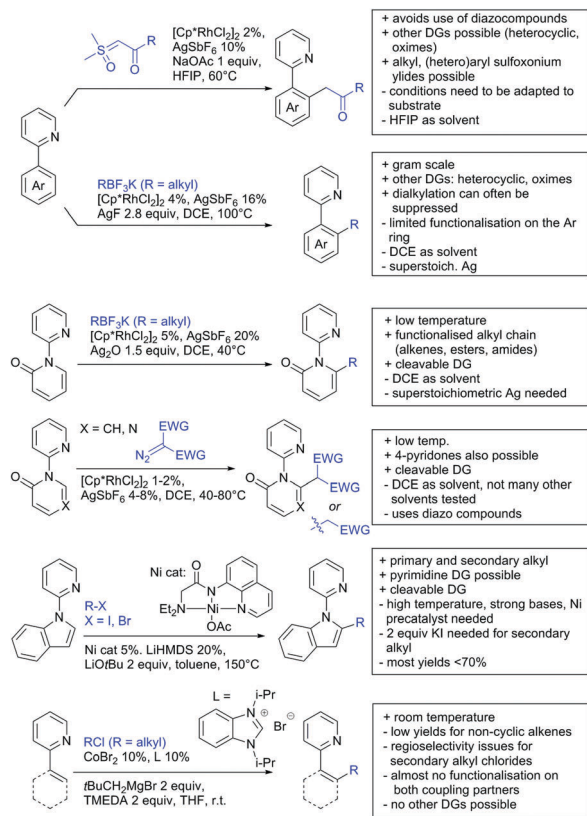 [Cp*RhCl₂]₂ 2%,
AgSbF₆ 10%
NaOAc 1 equiv,
HFIP, 60°C
S
O
O
R
N
Ar
N
Ar
R
O
+ avoids use of diazocompounds
+ other DGs possible (heterocyclic,
oximes)
+ alkyl, (hetero)aryl sulfoxonium
ylides possible
- conditions need to be adapted to
substrate
- HFIP as solvent
RBF₃K (R = alkyl)
[Cp*RhCl₂]₂ 4%, AgSbF₆ 16%
AgF 2.8 equiv, DCE, 100°C
N
Ar
R
+ gram scale
+ other DGs: heterocyclic, oximes
+ dialkylation can often be
suppressed
- limited functionalisation on the Ar
ring
- DCE as solvent
- superstoich. Ag
N
O
N
RBF₃K (R = alkyl)
[Cp*RhCl₂]₂ 5%, AgSbF₆ 20%
Ag₂O 1.5 equiv, DCE, 40°C
N
O
N
R
+ low temperature
+ functionalised alkyl chain
(alkenes, esters, amides)
+ cleavable DG
- DCE as solvent
- superstoichiometric Ag needed
N
O
N
X
X = CH, N
EWG
N₂
EWG
[Cp*RhCl₂]₂ 1-2%,
AgSbF₆ 4-8%, DCE, 40-80°C
N
EWG
O
N
EWG
X
or
EWG
+ low temp.
+ 4-pyridones also possible
+ cleavable DG
- DCE as solvent, not many other
solvents tested
- uses diazo compounds
N
N
R-X
X = I, Br
Ni cat:
O
N
Et₂N
Ni
N
OAc
Ni cat 5%. LiHMDS 20%,
LiOtBu 2 equiv, toluene, 150°C
N
N
R
+ primary and secondary alkyl
+ pyrimidine DG possible
+ cleavable DG
- high temperature, strong bases, Ni
precatalyst needed
- 2 equiv KI needed for secondary
alkyl
- most yields <70%
N
RCl (R = alkyl)
CoBr₂ 10%, L 10%
L =
i-Pr
N
⊕
N
i-Pr
Br ⊖
tBuCH₂MgBr 2 equiv,
TMEDA 2 equiv, THF, r.t.
N
R
+ room temperature
- low yields for non-cyclic alkenes
- regioselectivity issues for
secondary alkyl chlorides
- almost no functionalisation on
both coupling partners
- no other DGs possible